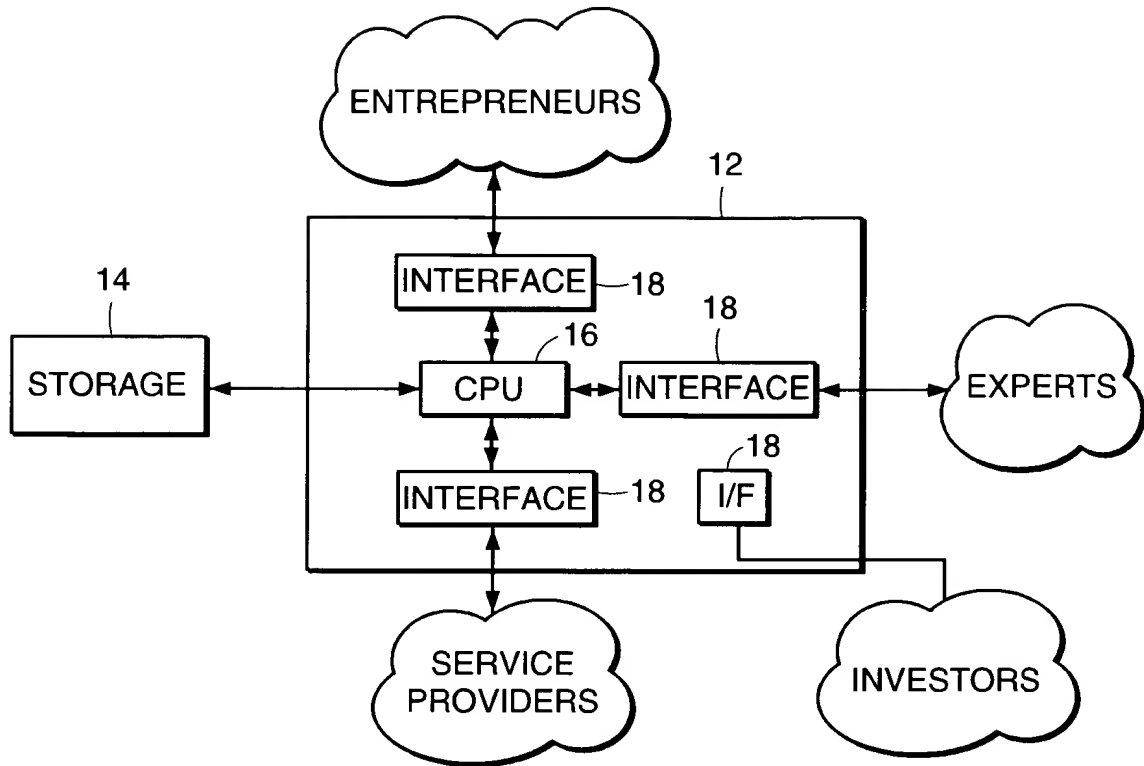 ENTREPRENEURS
12
INTERFACE
18
14
16
18
STORAGE
CPU
INTERFACE
EXPERTS
INTERFACE
18
18
I/F
SERVICE
PROVIDERS
INVESTORS